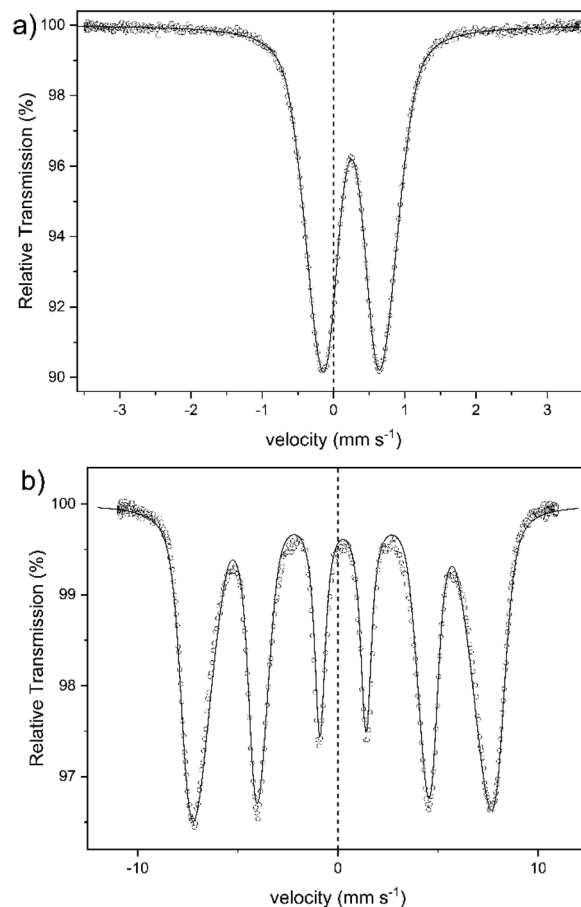 a)
100
98
96
94
92
90
Relative Transmission (%)
-3 -2 -1 0 1 2 3
velocity (mm s⁻¹)
b)
100
99
98
97
Relative Transmission (%)
-10 0 10
velocity (mm s⁻¹)